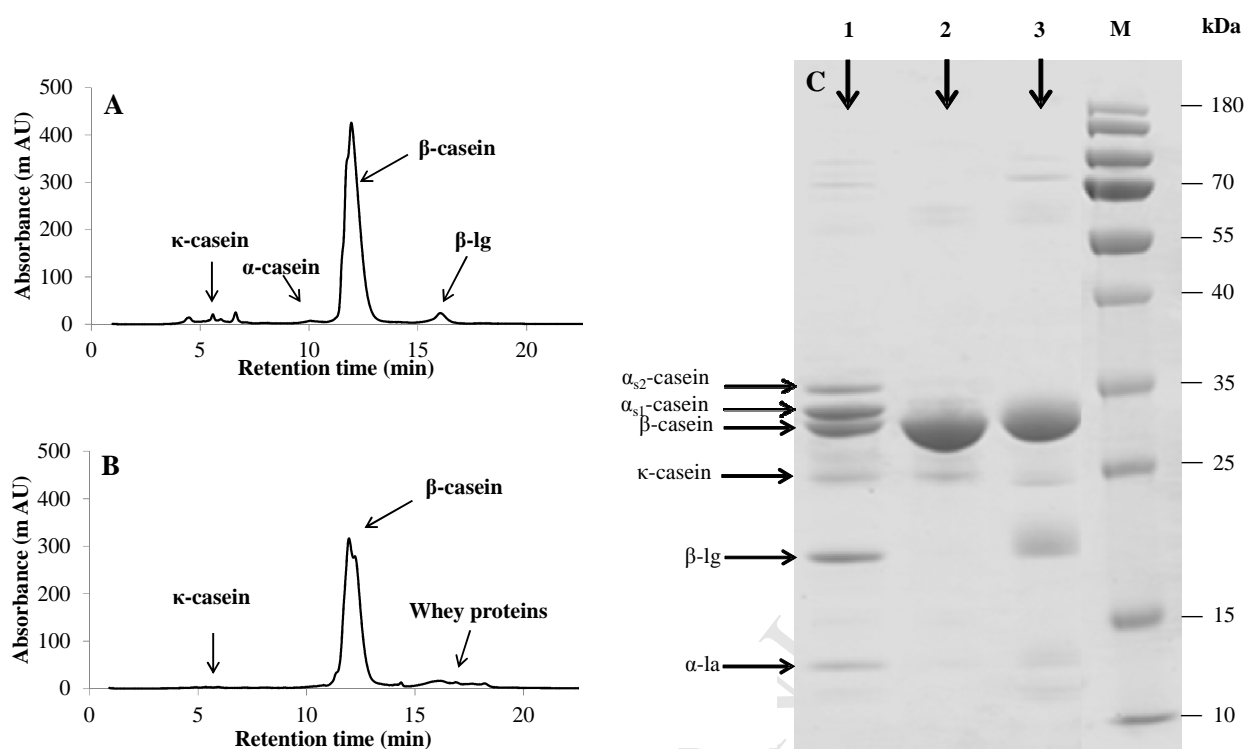 A
Absorbance (m AU)
500
400
300
200
100
0
κ-casein
α-casein
β-casein
β-lg
0 5 10 15 20
Retention time (min)
B
Absorbance (m AU)
500
400
300
200
100
0
κ-casein
β-casein
Whey proteins
0 5 10 15 20
Retention time (min)
1 2 3 M kDa
C
αs2-casein
αs1-casein
β-casein
κ-casein
β-lg
α-la
180
70
55
40
35
25
15
10